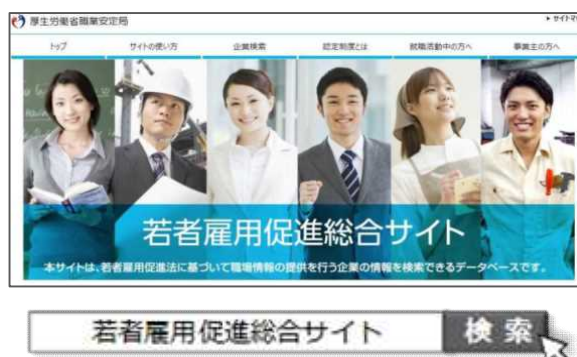 厚生労働省職業安定局
トップ
サイトの使い方
企業検索
認定制度とは
就職活動中の方へ
事業主の方へ
若者雇用促進総合サイト
本サイトは、若者雇用促進法に基づいて職場情報の提供を行う企業の情報を検索できるデータベースです。
若者雇用促進総合サイト
検索